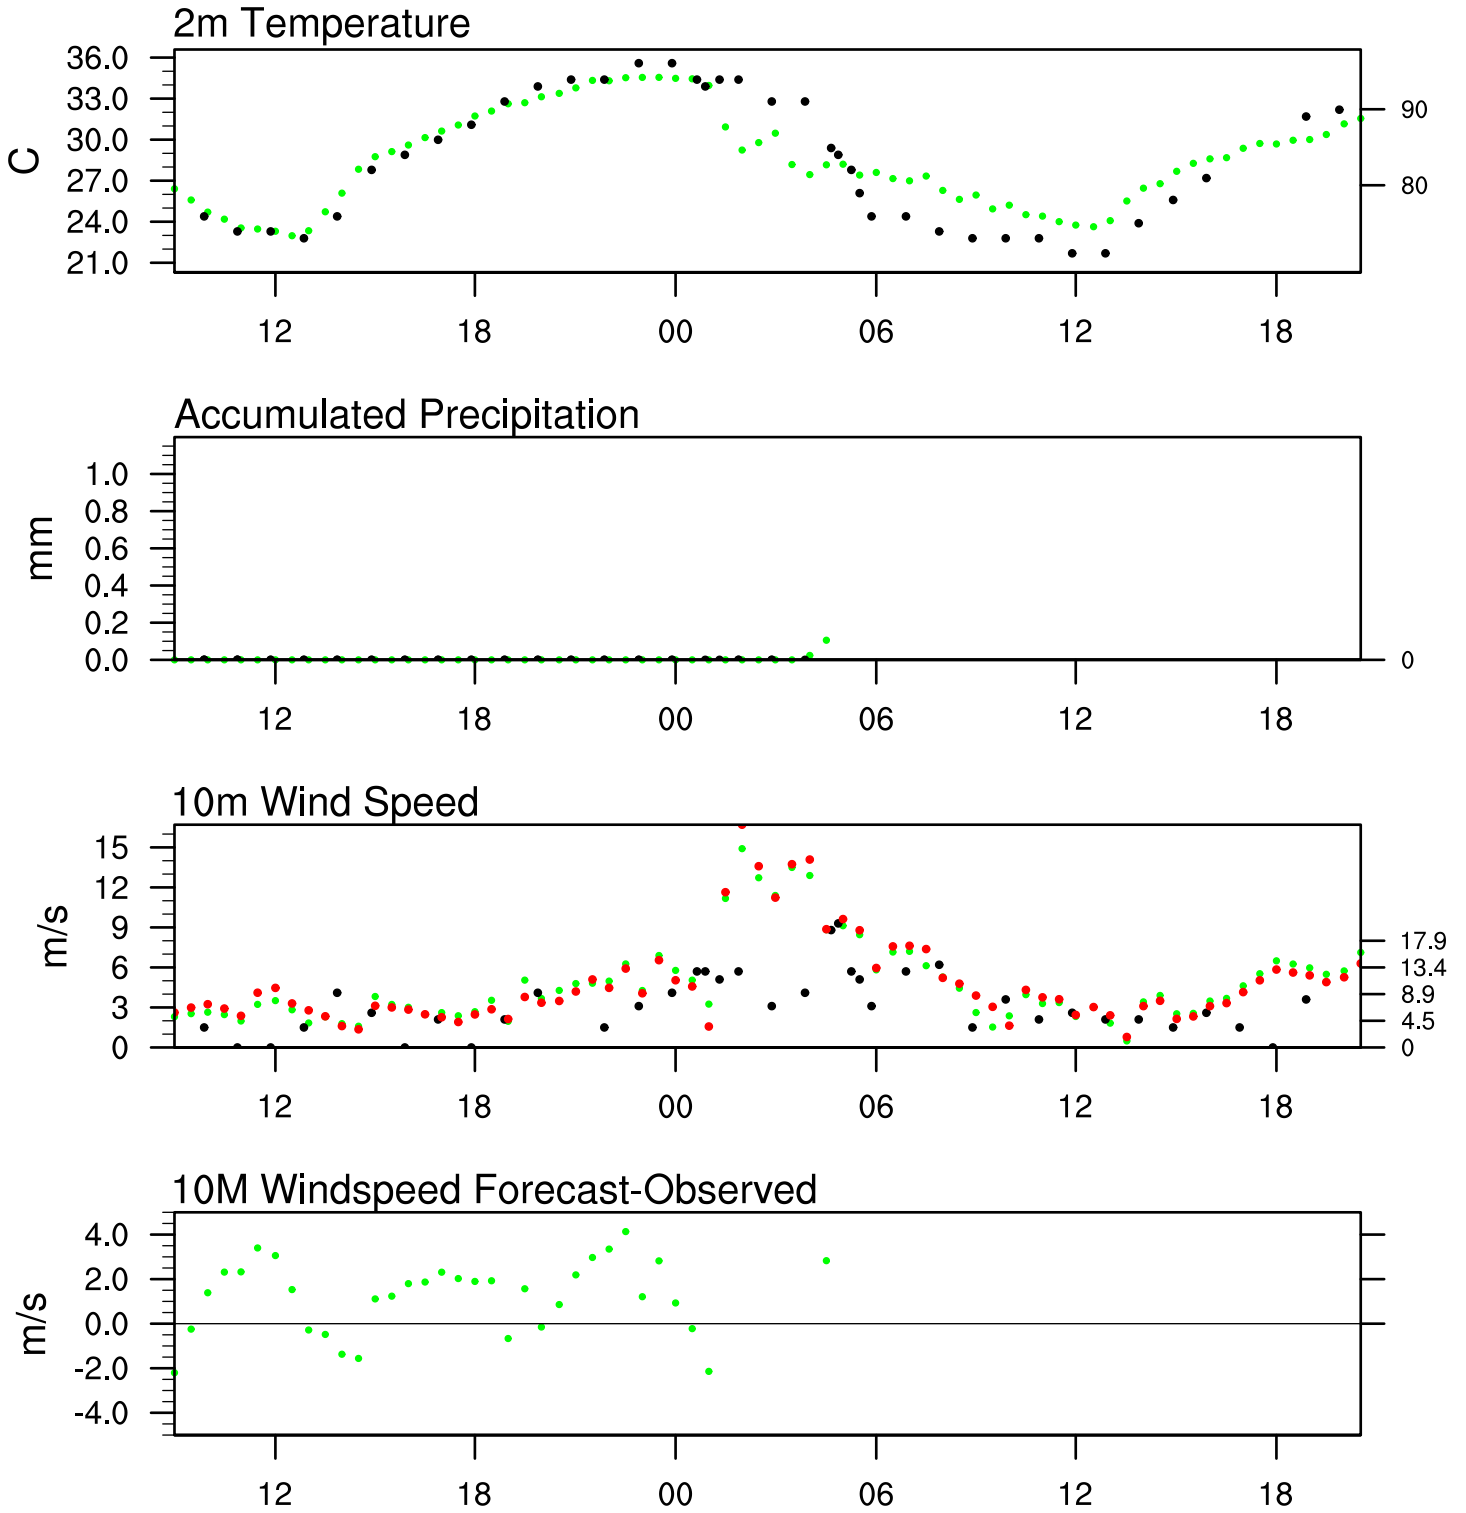 2m Temperature
36.0
33.0
30.0
27.0
24.0
21.0
C
90
80
12 18 00 06 12 18
Accumulated Precipitation
1.0
0.8
0.6
0.4
0.2
0.0
mm
0
12 18 00 06 12 18
10m Wind Speed
15
12
9
6
3
0
m/s
17.9
13.4
8.9
4.5
0
12 18 00 06 12 18
10M Windspeed Forecast-Observed
4.0
2.0
0.0
-2.0
-4.0
m/s
12 18 00 06 12 18